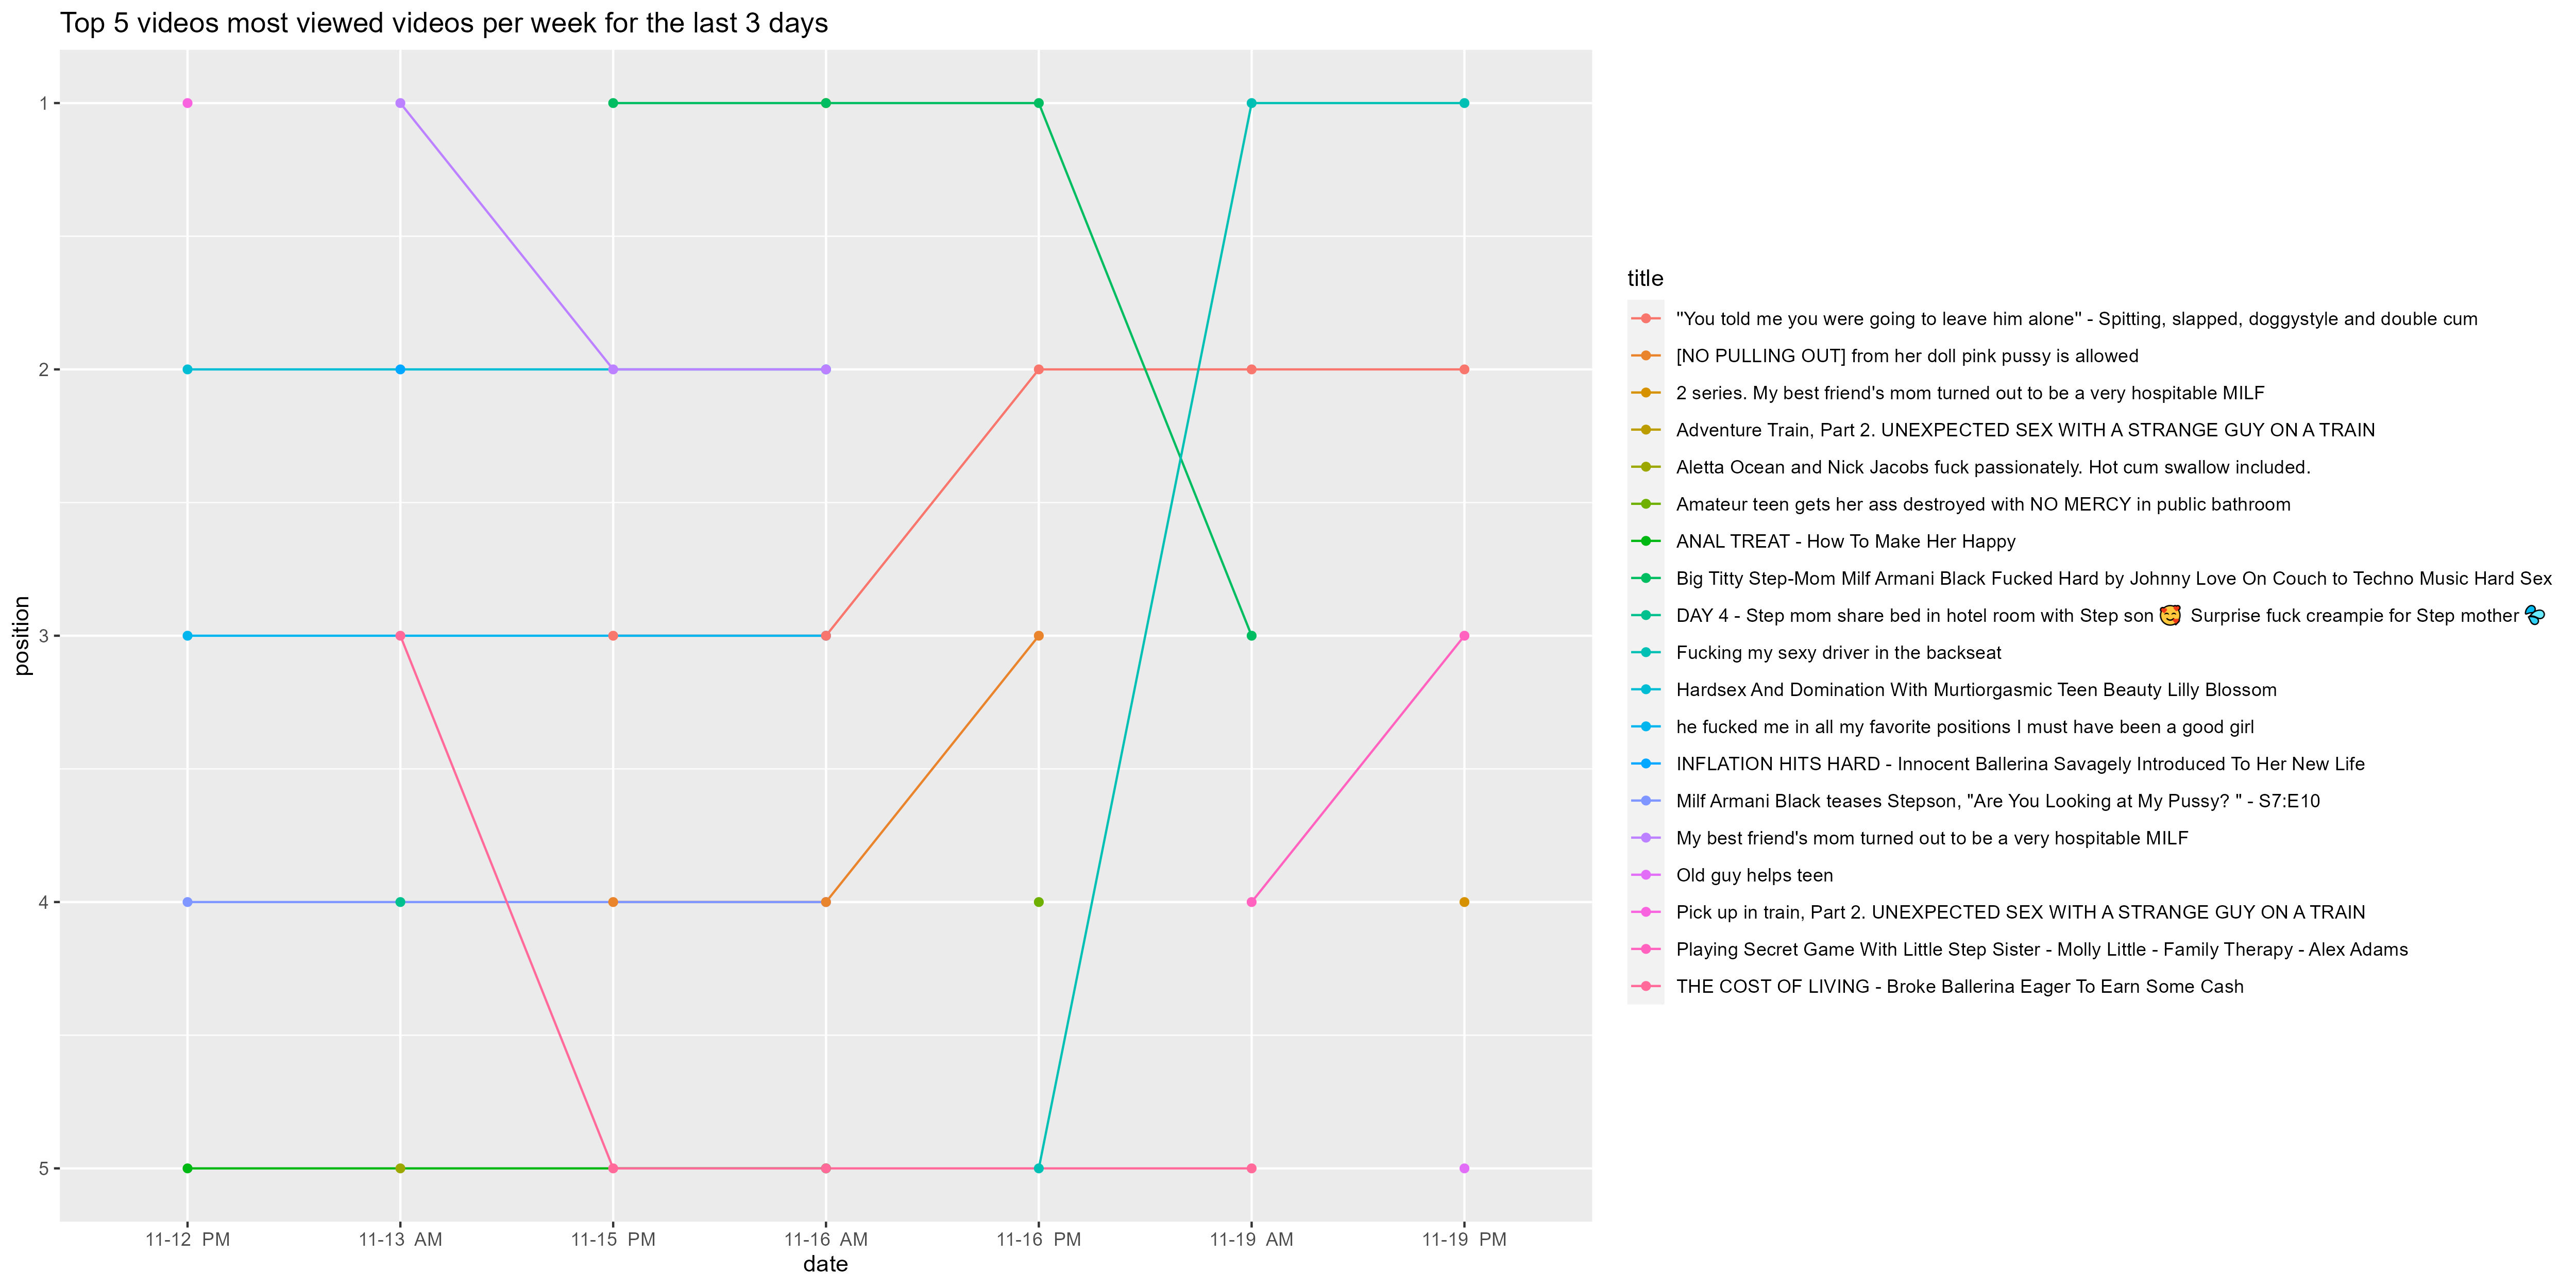 Top 5 videos most viewed videos per week for the last 3 days
position
1
2
3
4
5
11-12 PM
11-13 AM
11-15 PM
11-16 AM
11-16 PM
11-19 AM
11-19 PM
date
title
"You told me you were going to leave him alone" - Spitting, slapped, doggystyle and double cum
[NO PULLING OUT] from her doll pink pussy is allowed
2 series. My best friend's mom turned out to be a very hospitable MILF
Adventure Train, Part 2. UNEXPECTED SEX WITH A STRANGE GUY ON A TRAIN
Aletta Ocean and Nick Jacobs fuck passionately. Hot cum swallow included.
Amateur teen gets her ass destroyed with NO MERCY in public bathroom
ANAL TREAT - How To Make Her Happy
Big Titty Step-Mom Milf Armani Black Fucked Hard by Johnny Love On Couch to Techno Music Hard Sex
DAY 4 - Step mom share bed in hotel room with Step son 🥰 Surprise fuck creampie for Step mother 💦
Fucking my sexy driver in the backseat
Hardsex And Domination With Murtiorgasmic Teen Beauty Lilly Blossom
he fucked me in all my favorite positions I must have been a good girl
INFLATION HITS HARD - Innocent Ballerina Savagely Introduced To Her New Life
Milf Armani Black teases Stepson, "Are You Looking at My Pussy? " - S7:E10
My best friend's mom turned out to be a very hospitable MILF
Old guy helps teen
Pick up in train, Part 2. UNEXPECTED SEX WITH A STRANGE GUY ON A TRAIN
Playing Secret Game With Little Step Sister - Molly Little - Family Therapy - Alex Adams
THE COST OF LIVING - Broke Ballerina Eager To Earn Some Cash